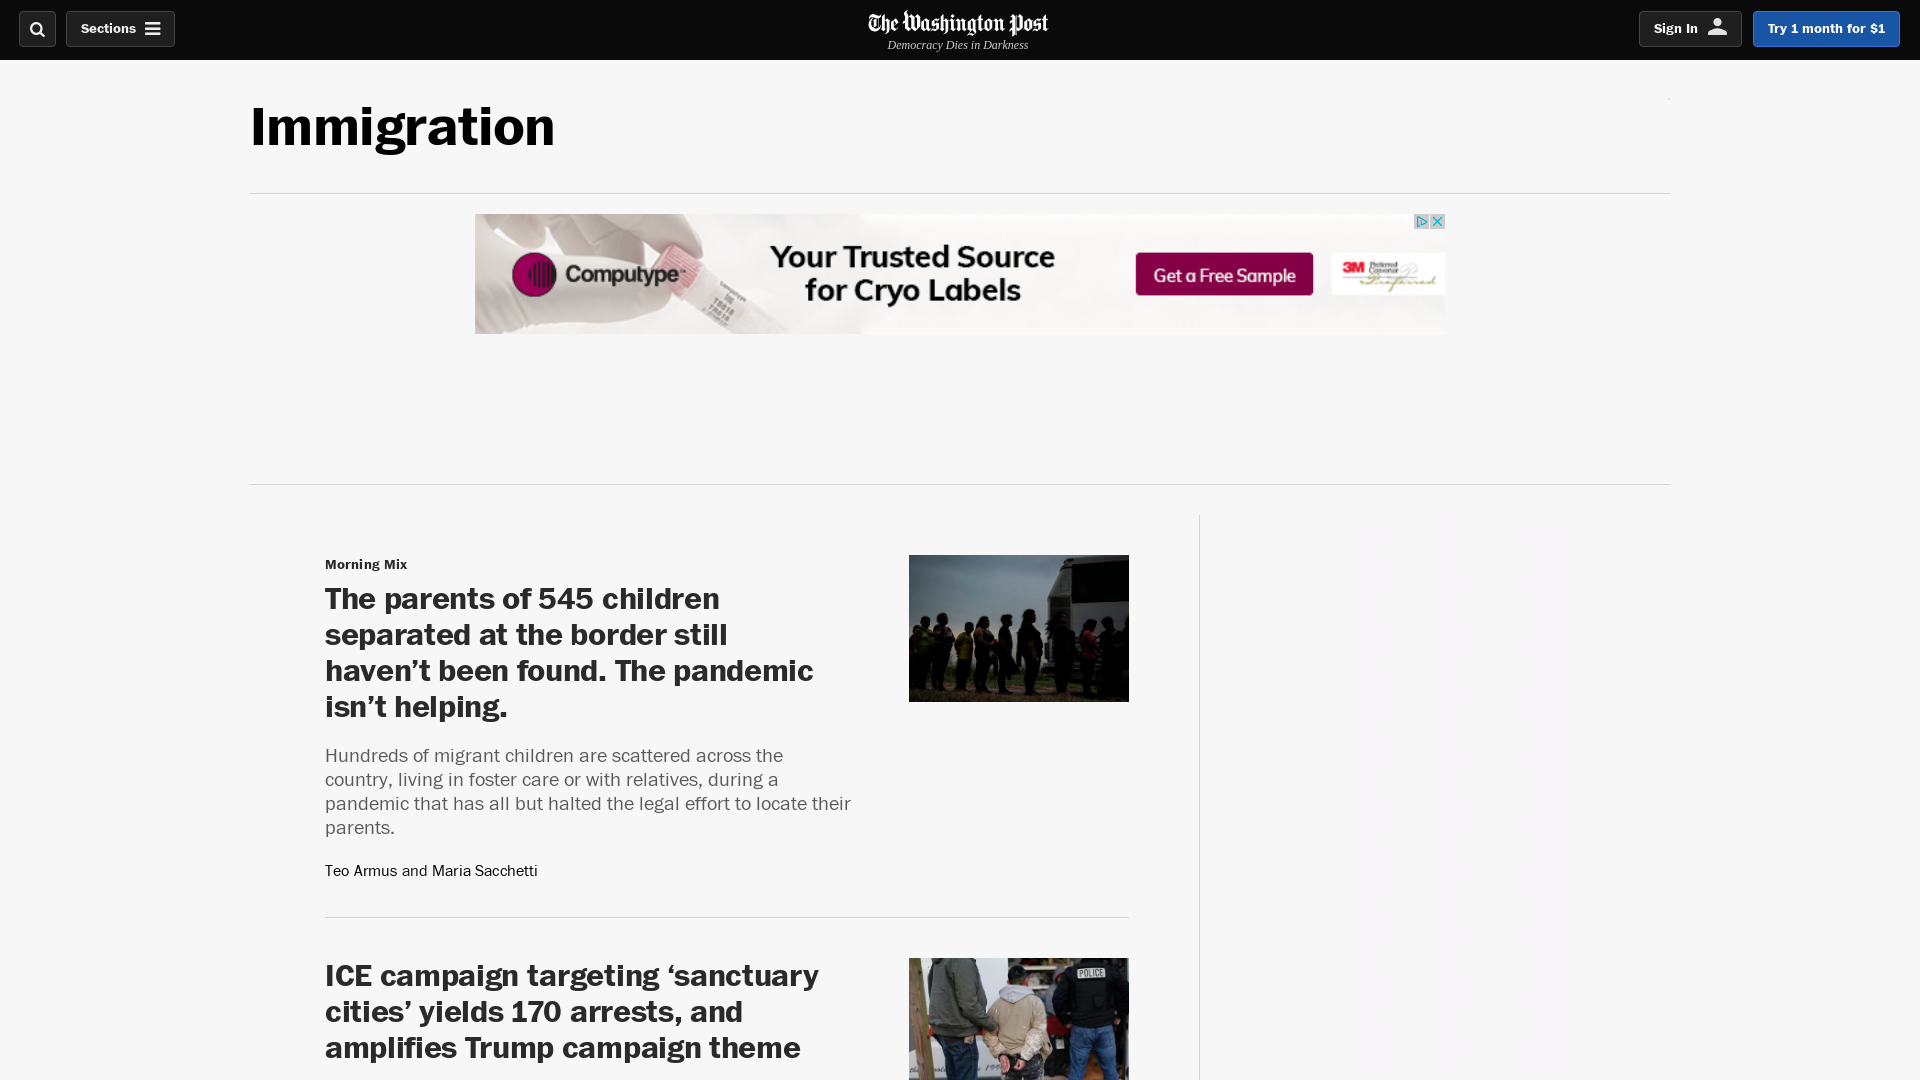 Sections
The Washington Post
Democracy Dies in Darkness
Sign In
Try 1 month for $1
Immigration
Computype
Your Trusted Source
for Cryo Labels
Get a Free Sample
3M Preferred
Converter
Preferred
Morning Mix
The parents of 545 children
separated at the border still
haven’t been found. The pandemic
isn’t helping.
Hundreds of migrant children are scattered across the
country, living in foster care or with relatives, during a
pandemic that has all but halted the legal effort to locate their
parents.
Teo Armus and Maria Sacchetti
ICE campaign targeting ‘sanctuary
cities’ yields 170 arrests, and
amplifies Trump campaign theme
POLICE